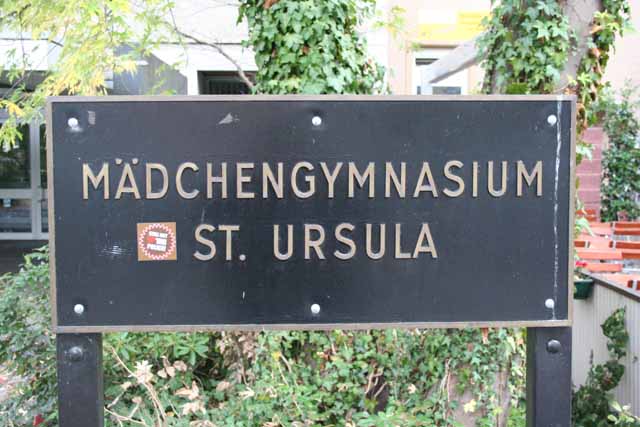 MÄDCHENGYMNASIUM
ST. URSULA